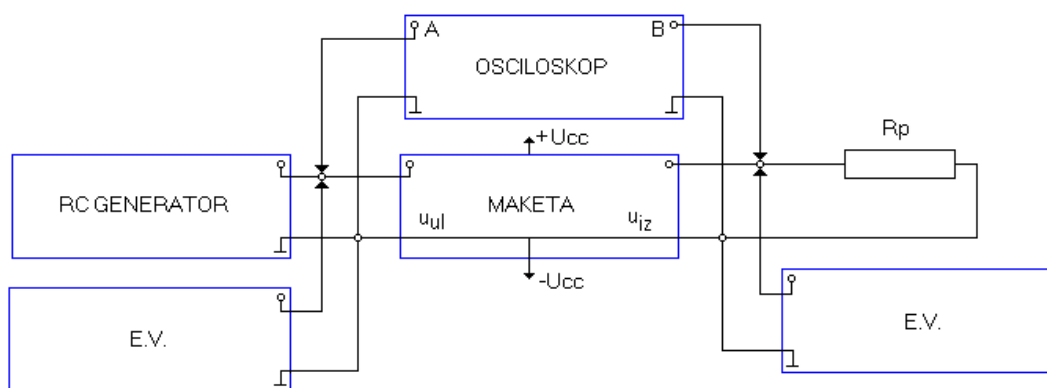 A
B
OSCILOSKOP
+Ucc
Rp
RC GENERATOR
MAKETA
uul
uiz
-Ucc
E.V.
E.V.